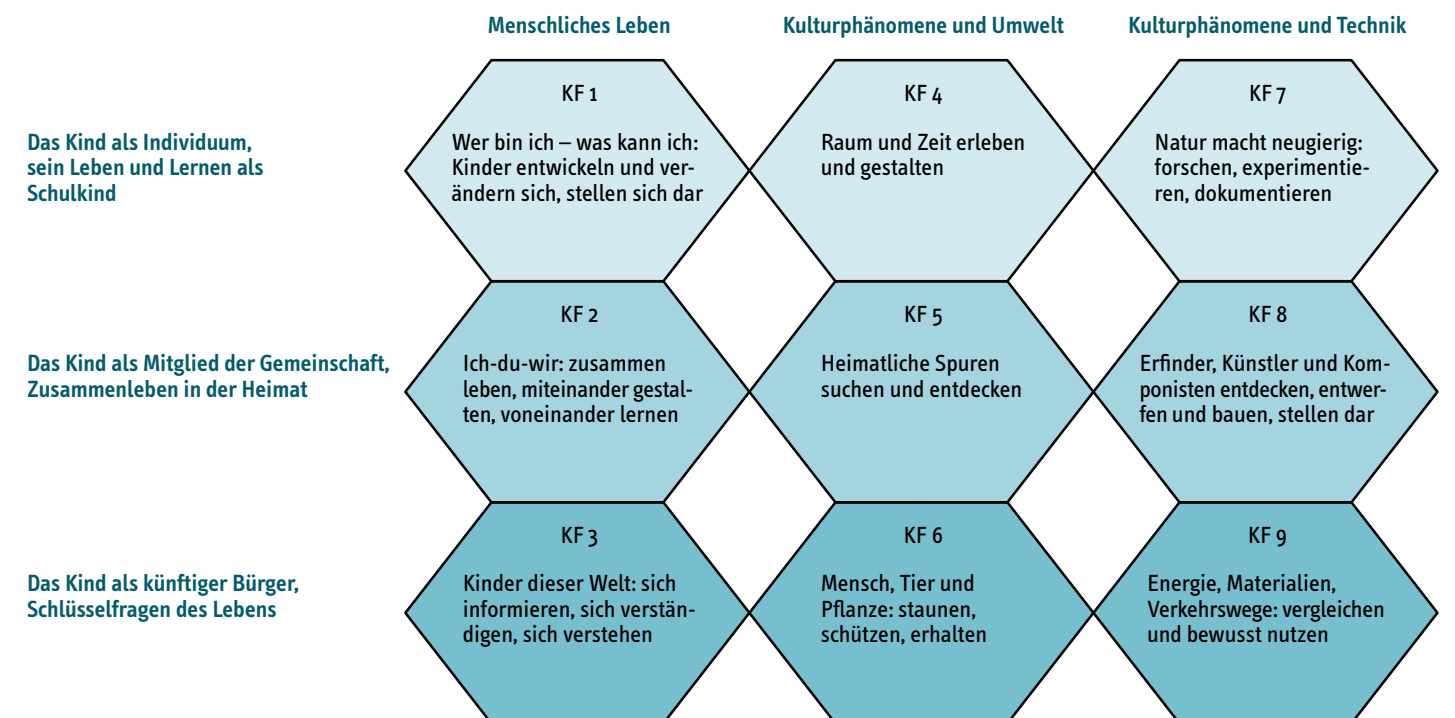 Menschliches Leben
Kulturphänomene und Umwelt
Kulturphänomene und Technik
Das Kind als Individuum,
sein Leben und Lernen als
Schulkind
KF 1
Wer bin ich – was kann ich:
Kinder entwickeln und ver-
ändern sich, stellen sich dar
KF 4
Raum und Zeit erleben
und gestalten
KF 7
Natur macht neugierig:
forschen, experimentie-
ren, dokumentieren
Das Kind als Mitglied der Gemeinschaft,
Zusammenleben in der Heimat
KF 2
Ich-du-wir: zusammen
leben, miteinander gestal-
ten, voneinander lernen
KF 5
Heimatliche Spuren
suchen und entdecken
KF 8
Erfinder, Künstler und Kom-
ponisten entdecken, entwer-
fen und bauen, stellen dar
Das Kind als künftiger Bürger,
Schlüsselfragen des Lebens
KF 3
Kinder dieser Welt: sich
informieren, sich verstän-
digen, sich verstehen
KF 6
Mensch, Tier und
Pflanze: staunen,
schützen, erhalten
KF 9
Energie, Materialien,
Verkehrswege: vergleichen
und bewusst nutzen